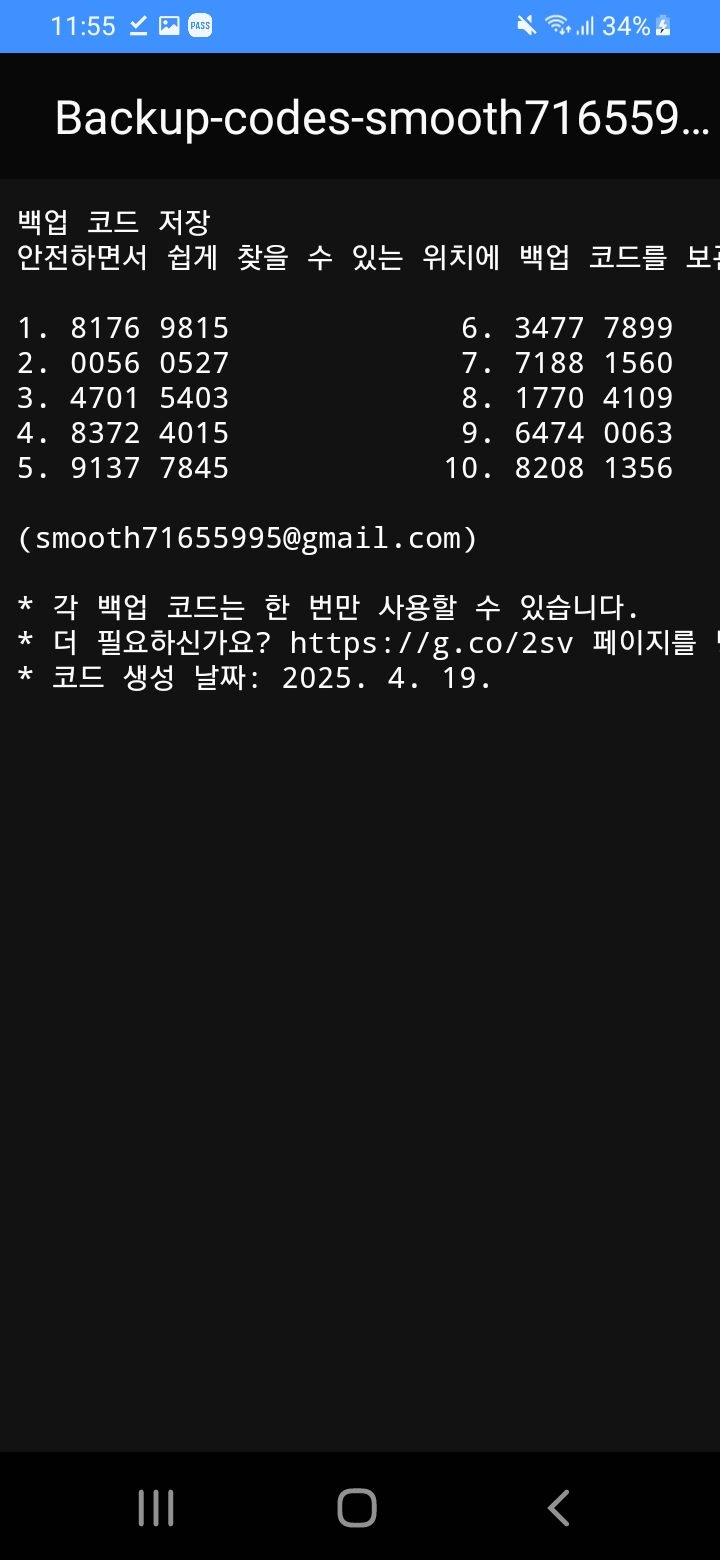 11:55 PASS 34%
Backup-codes-smooth716559...
백업 코드 저장
안전하면서 쉽게 찾을 수 있는 위치에 백업 코드를
1. 8176 9815 6. 3477 7899
2. 0056 0527 7. 7188 1560
3. 4701 5403 8. 1770 4109
4. 8372 4015 9. 6474 0063
5. 9137 7845 10. 8208 1356
(smooth71655995@gmail.com)
* 각 백업 코드는 한 번만 사용할 수 있습니다.
* 더 필요하신가요? https://g.co/2sv 페이지를
* 코드 생성 날짜: 2025. 4. 19.